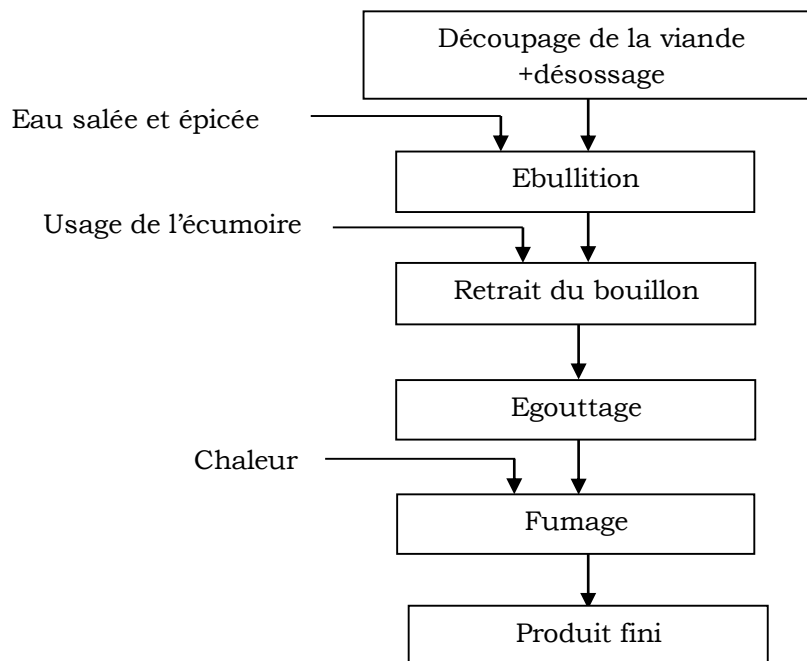 Découpage de la viande
+désossage
Eau salée et épicée
Ebullition
Usage de l’écumoire
Retrait du bouillon
Egouttage
Chaleur
Fumage
Produit fini